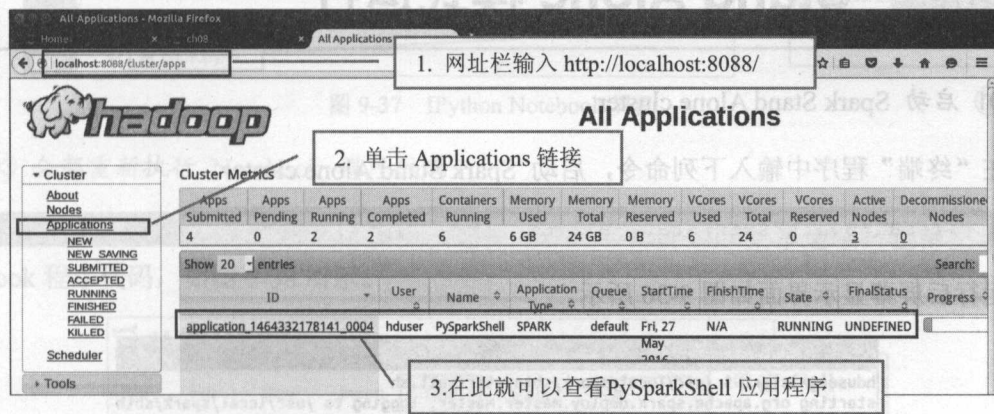 All Applications - Mozilla Firefox
Home
ch08
All Applications
localhost:8088/cluster/apps
1. 网址栏输入 http://localhost:8088/
hadoop
All Applications
2. 单击 Applications 链接
Cluster
About
Nodes
Applications
NEW
NEW_SAVING
SUBMITTED
ACCEPTED
RUNNING
FINISHED
FAILED
KILLED
Scheduler
Tools
Cluster Metrics
Apps Submitted Apps Pending Apps Running Apps Completed Containers Running Memory Used Memory Total Memory Reserved VCores Used VCores Total VCores Reserved Active Nodes Decommissione Nodes
4 0 2 2 6 6 GB 24 GB 0 B 6 24 0 3 0
Show 20 entries Search:
ID User Name Application Type Queue StartTime FinishTime State FinalStatus Progress
application_1464332178141_0004 hduser PySparkShell SPARK default Fri, 27 May 2016 N/A RUNNING UNDEFINED
3.在此就可以查看PySparkShell 应用程序